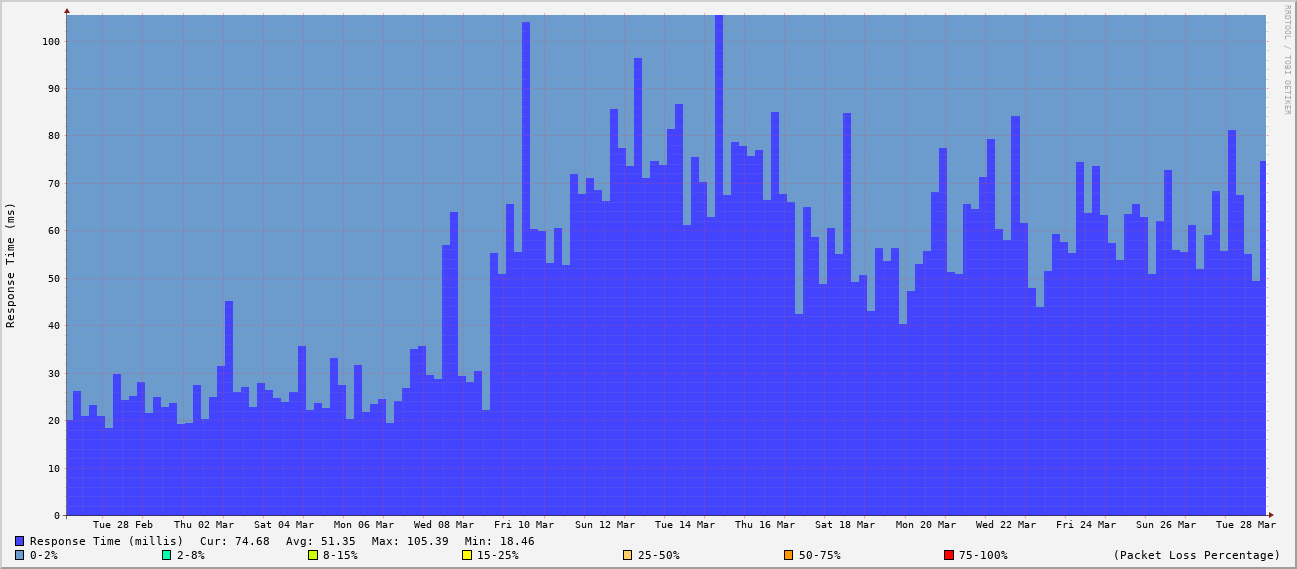 RRDTOOL / TOBI OETIKER
Response Time (ms)
100
90
80
70
60
50
40
30
20
10
0
Tue 28 Feb Thu 02 Mar Sat 04 Mar Mon 06 Mar Wed 08 Mar Fri 10 Mar Sun 12 Mar Tue 14 Mar Thu 16 Mar Sat 18 Mar Mon 20 Mar Wed 22 Mar Fri 24 Mar Sun 26 Mar Tue 28 Mar
Response Time (millis) Cur: 74.68 Avg: 51.35 Max: 105.39 Min: 18.46
0-2% 2-8% 8-15% 15-25% 25-50% 50-75% 75-100% (Packet Loss Percentage)